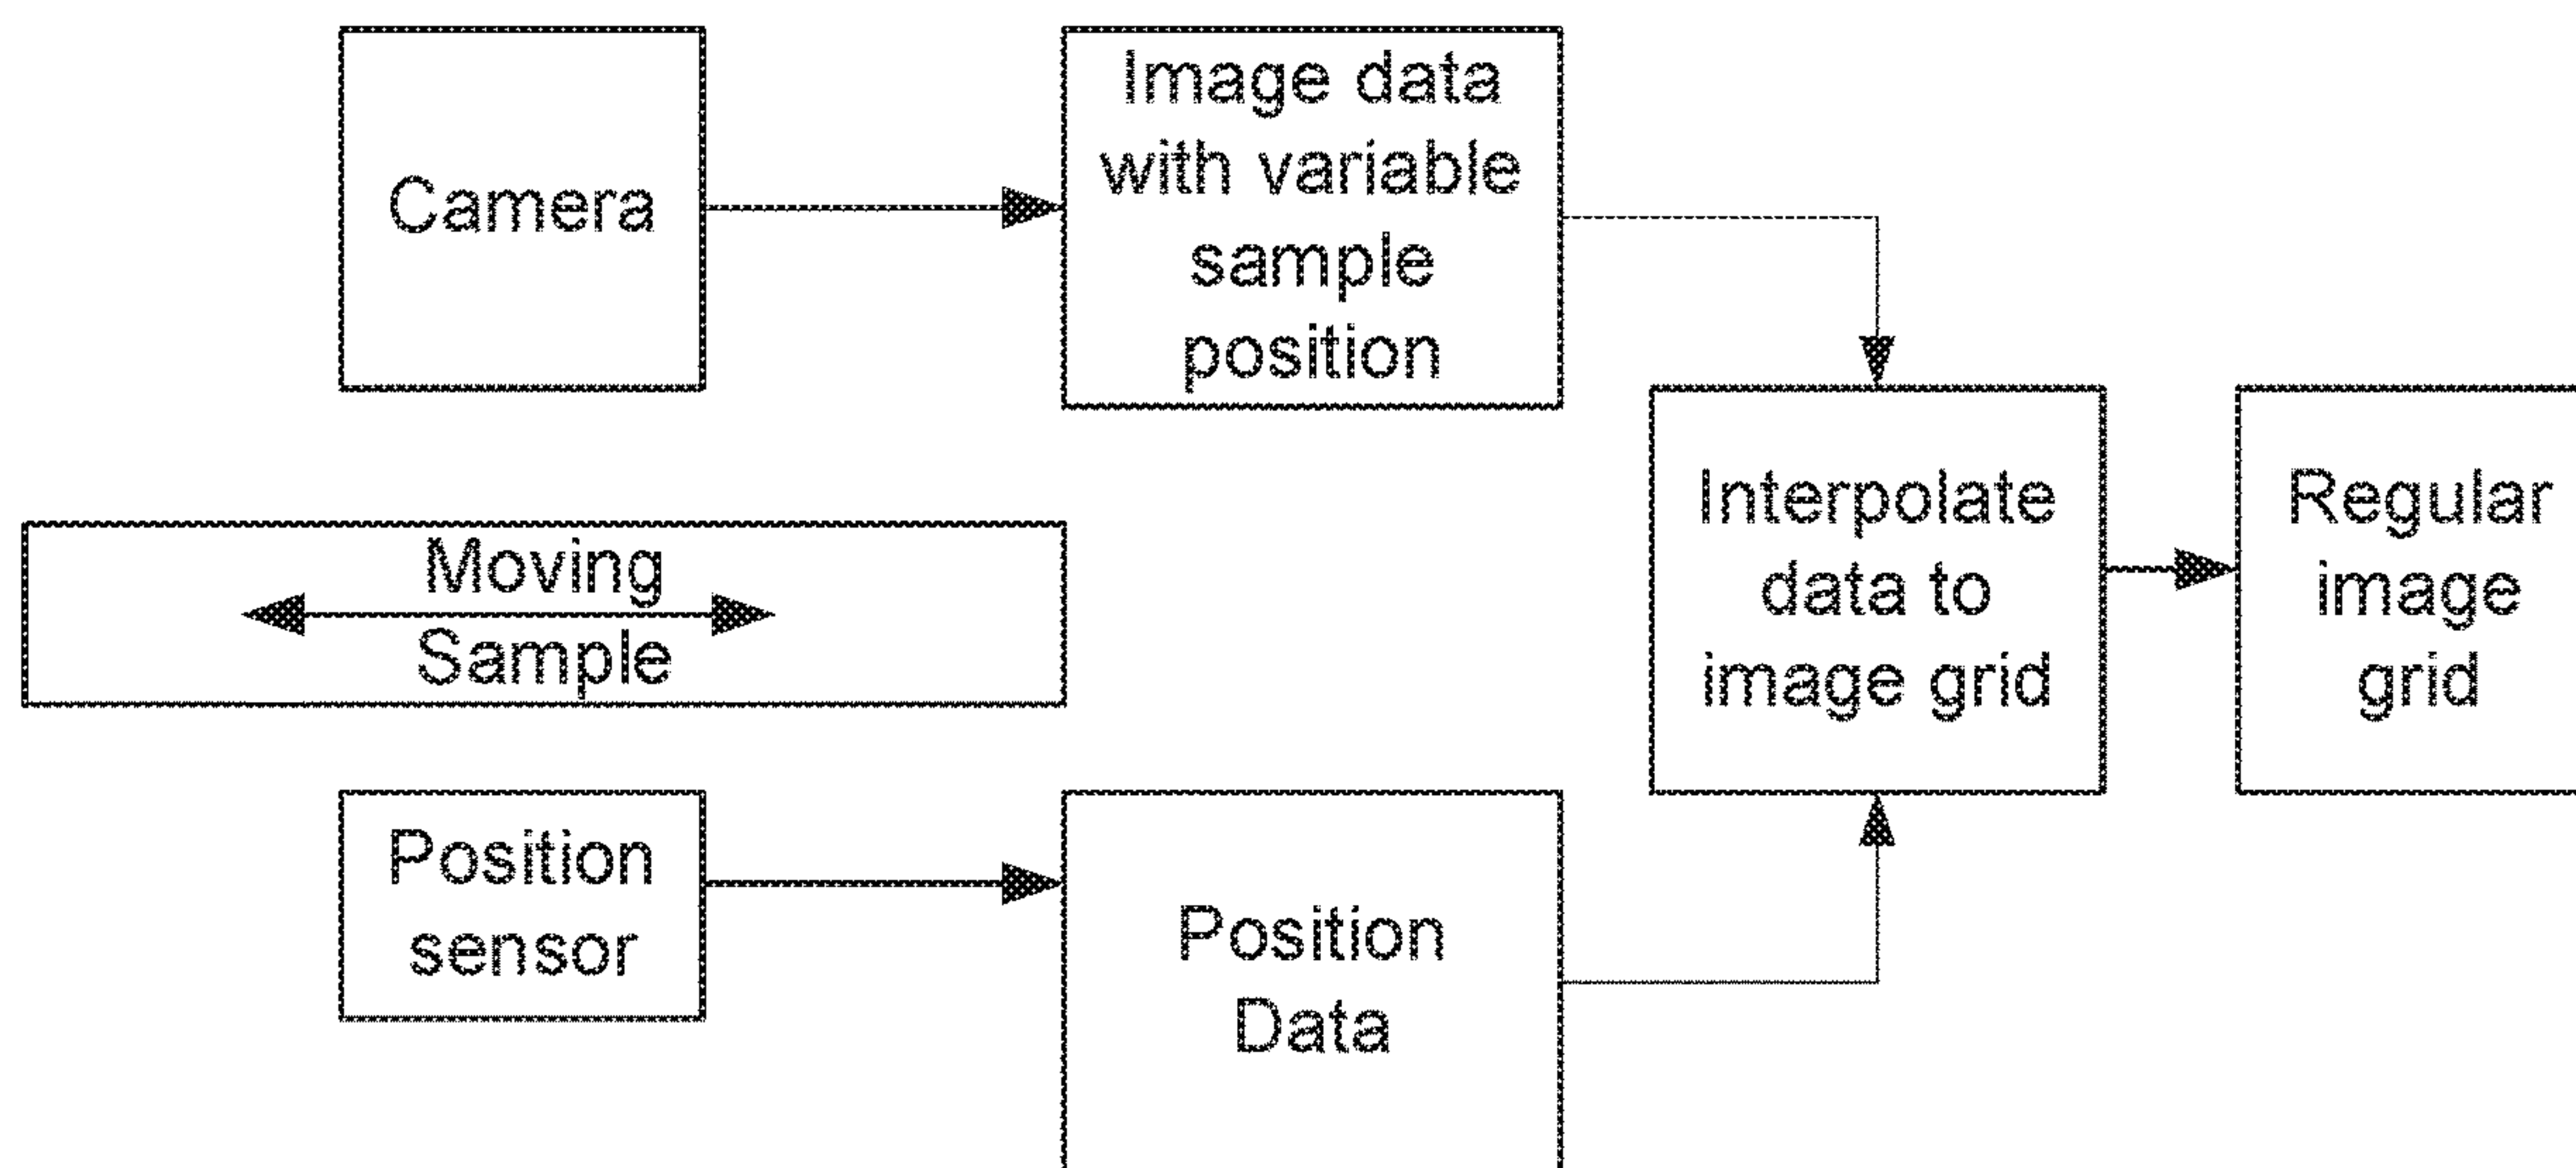 Camera
Image data
with variable
sample
position
Moving
Sample
Interpolate
data to
image grid
Regular
image
grid
Position
sensor
Position
Data